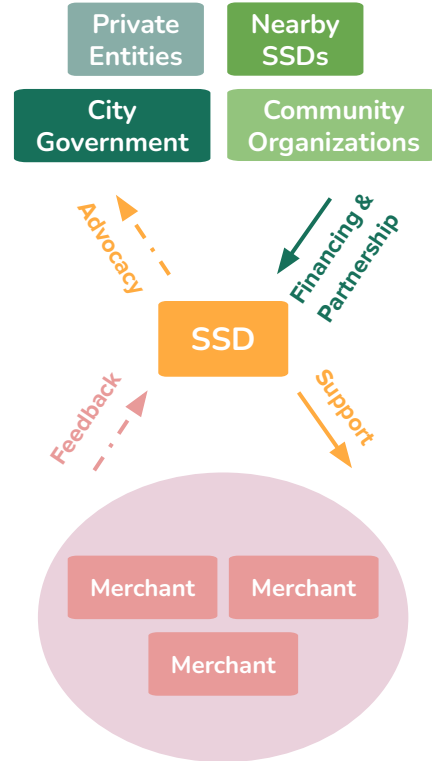 Private
Entities
Nearby
SSDs
City
Government
Community
Organizations
Advocacy
Financing &
Partnership
SSD
Feedback
Support
Merchant
Merchant
Merchant